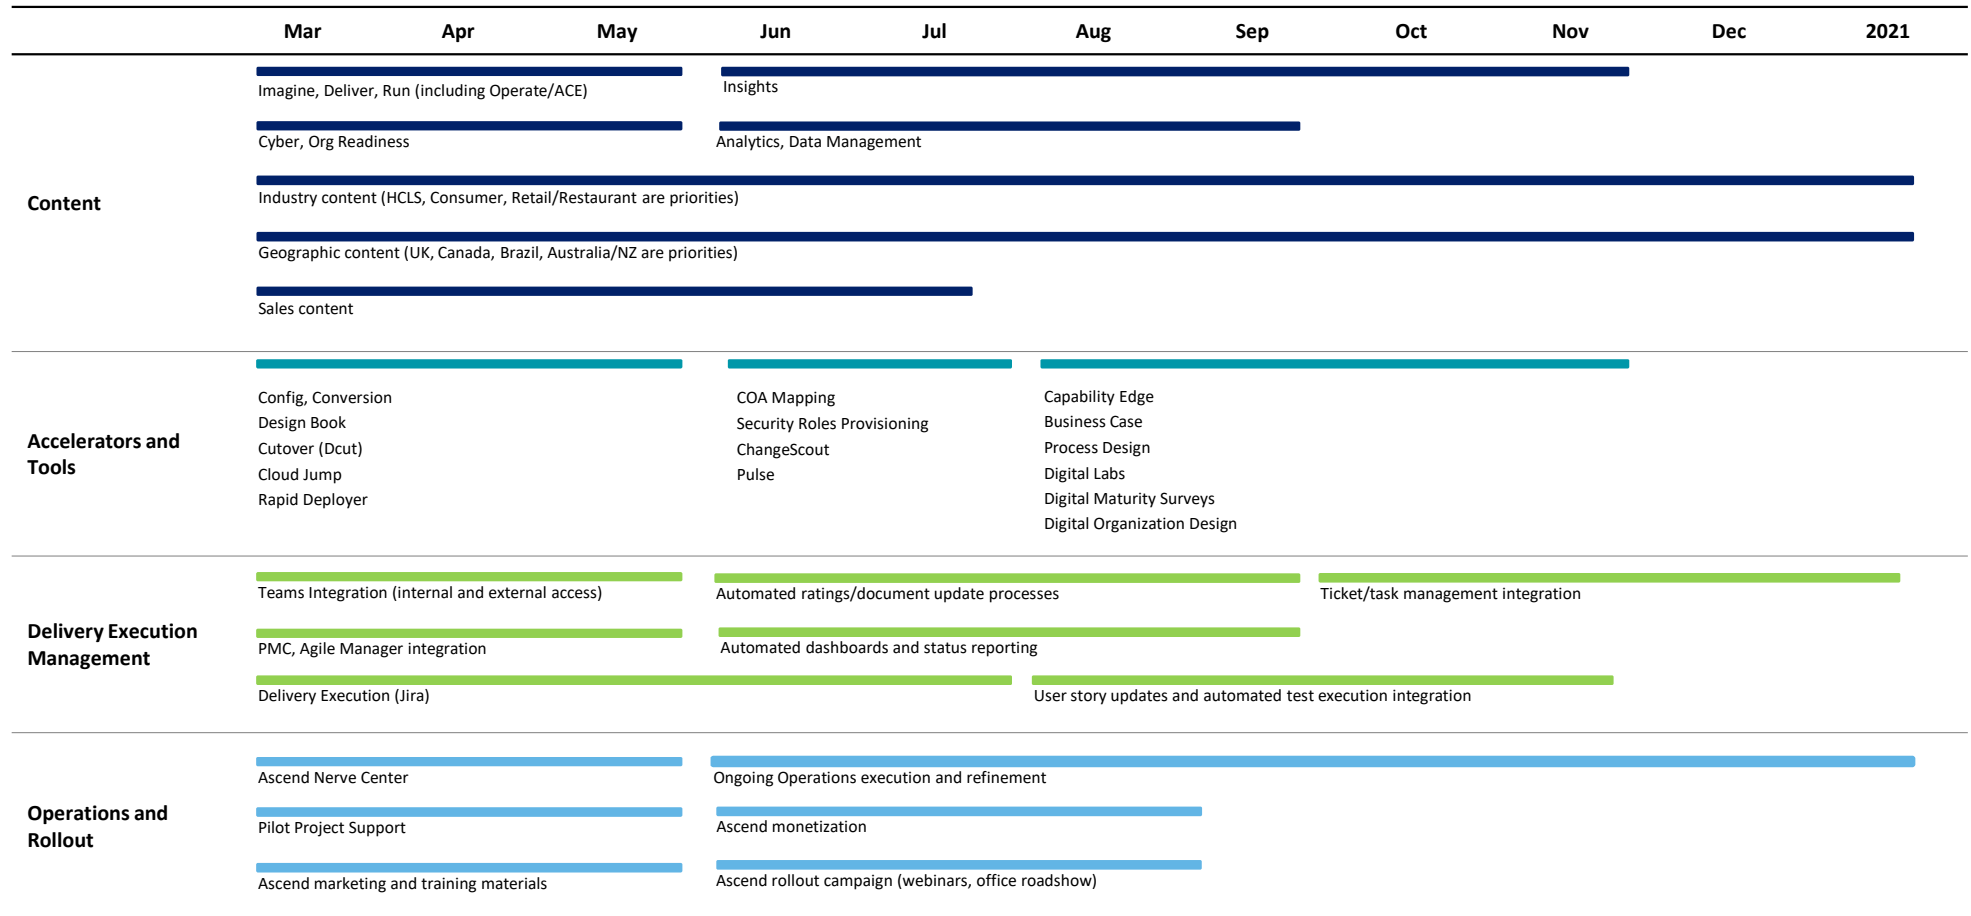 Mar Apr May Jun Jul Aug Sep Oct Nov Dec 2021
Content
Imagine, Deliver, Run (including Operate/ACE)
Insights
Cyber, Org Readiness
Analytics, Data Management
Industry content (HCLS, Consumer, Retail/Restaurant are priorities)
Geographic content (UK, Canada, Brazil, Australia/NZ are priorities)
Sales content
Accelerators and
Tools
Config, Conversion
Design Book
Cutover (Dcut)
Cloud Jump
Rapid Deployer
COA Mapping
Security Roles Provisioning
ChangeScout
Pulse
Capability Edge
Business Case
Process Design
Digital Labs
Digital Maturity Surveys
Digital Organization Design
Delivery Execution
Management
Teams Integration (internal and external access)
Automated ratings/document update processes
Ticket/task management integration
PMC, Agile Manager integration
Automated dashboards and status reporting
Delivery Execution (Jira)
User story updates and automated test execution integration
Operations and
Rollout
Ascend Nerve Center
Ongoing Operations execution and refinement
Pilot Project Support
Ascend monetization
Ascend marketing and training materials
Ascend rollout campaign (webinars, office roadshow)